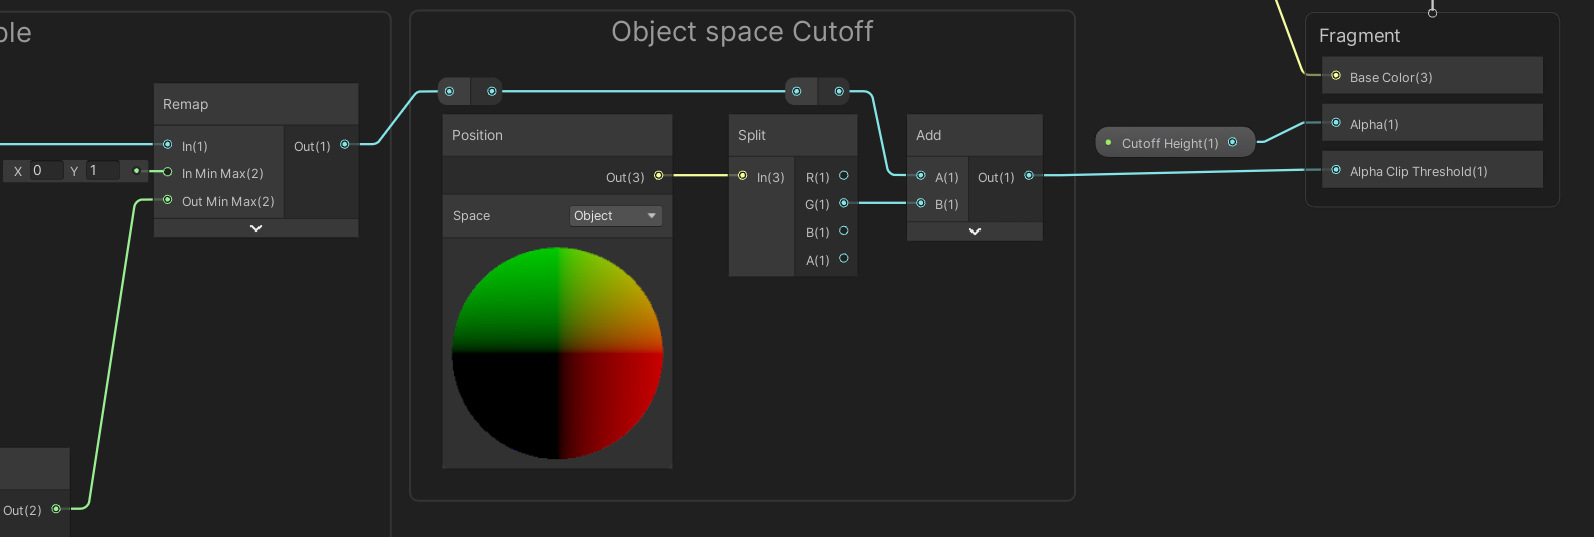 ole
Object space Cutoff
Fragment
Base Color(3)
Alpha(1)
Alpha Clip Threshold(1)
Cutoff Height(1)
Remap
In(1)
Out(1)
X 0 Y 1
In Min Max(2)
Out Min Max(2)
Position
Out(3)
Space
Object
Split
In(3)
R(1)
G(1)
B(1)
A(1)
Add
A(1)
Out(1)
B(1)
Out(2)